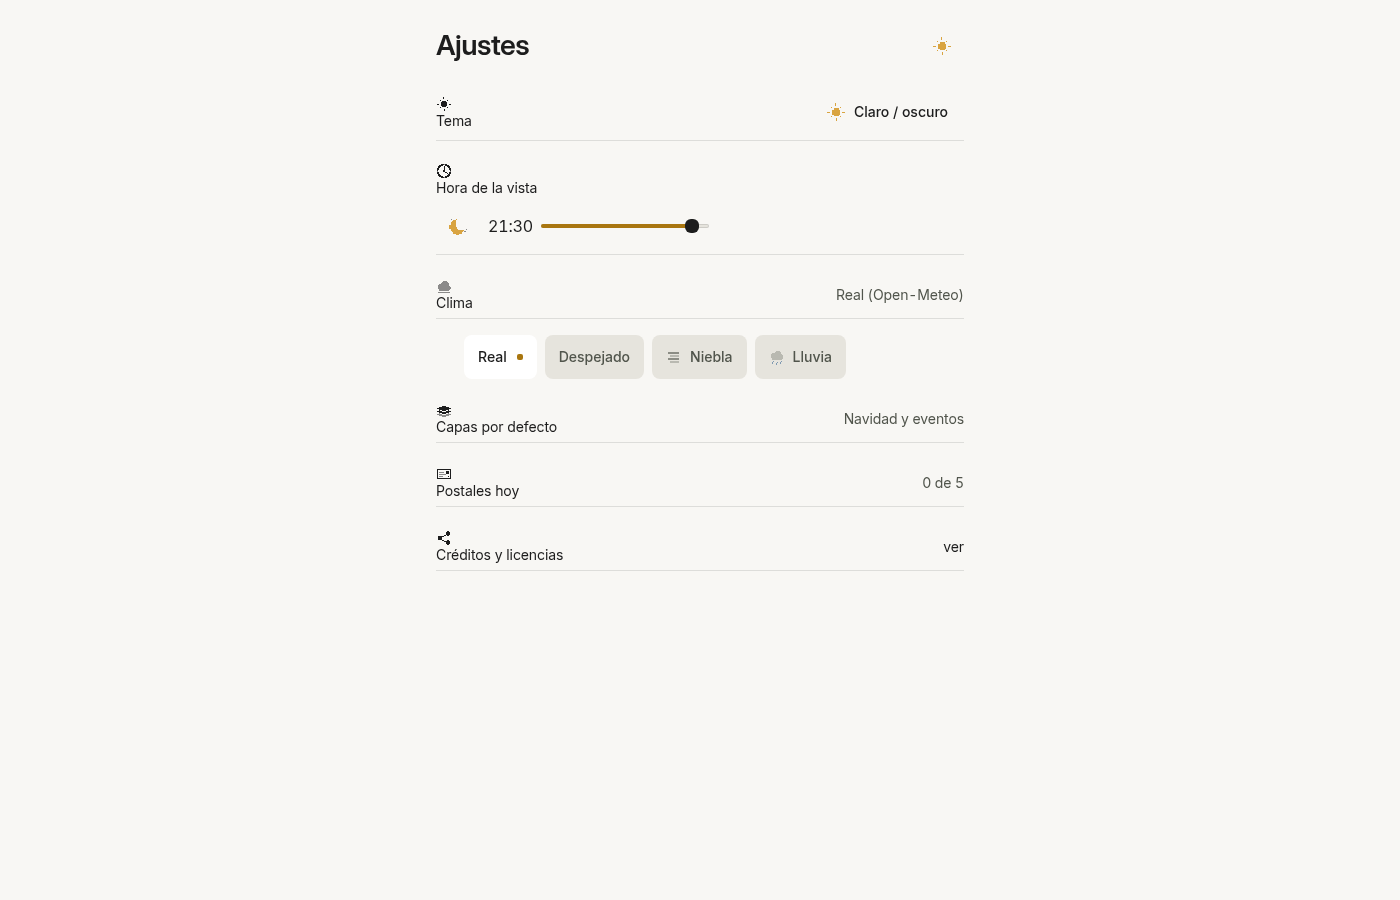 Ajustes
Tema
Claro / oscuro
Hora de la vista
21:30
Clima
Real (Open-Meteo)
Real
Despejado
Niebla
Lluvia
Capas por defecto
Navidad y eventos
Postales hoy
0 de 5
Créditos y licencias
ver